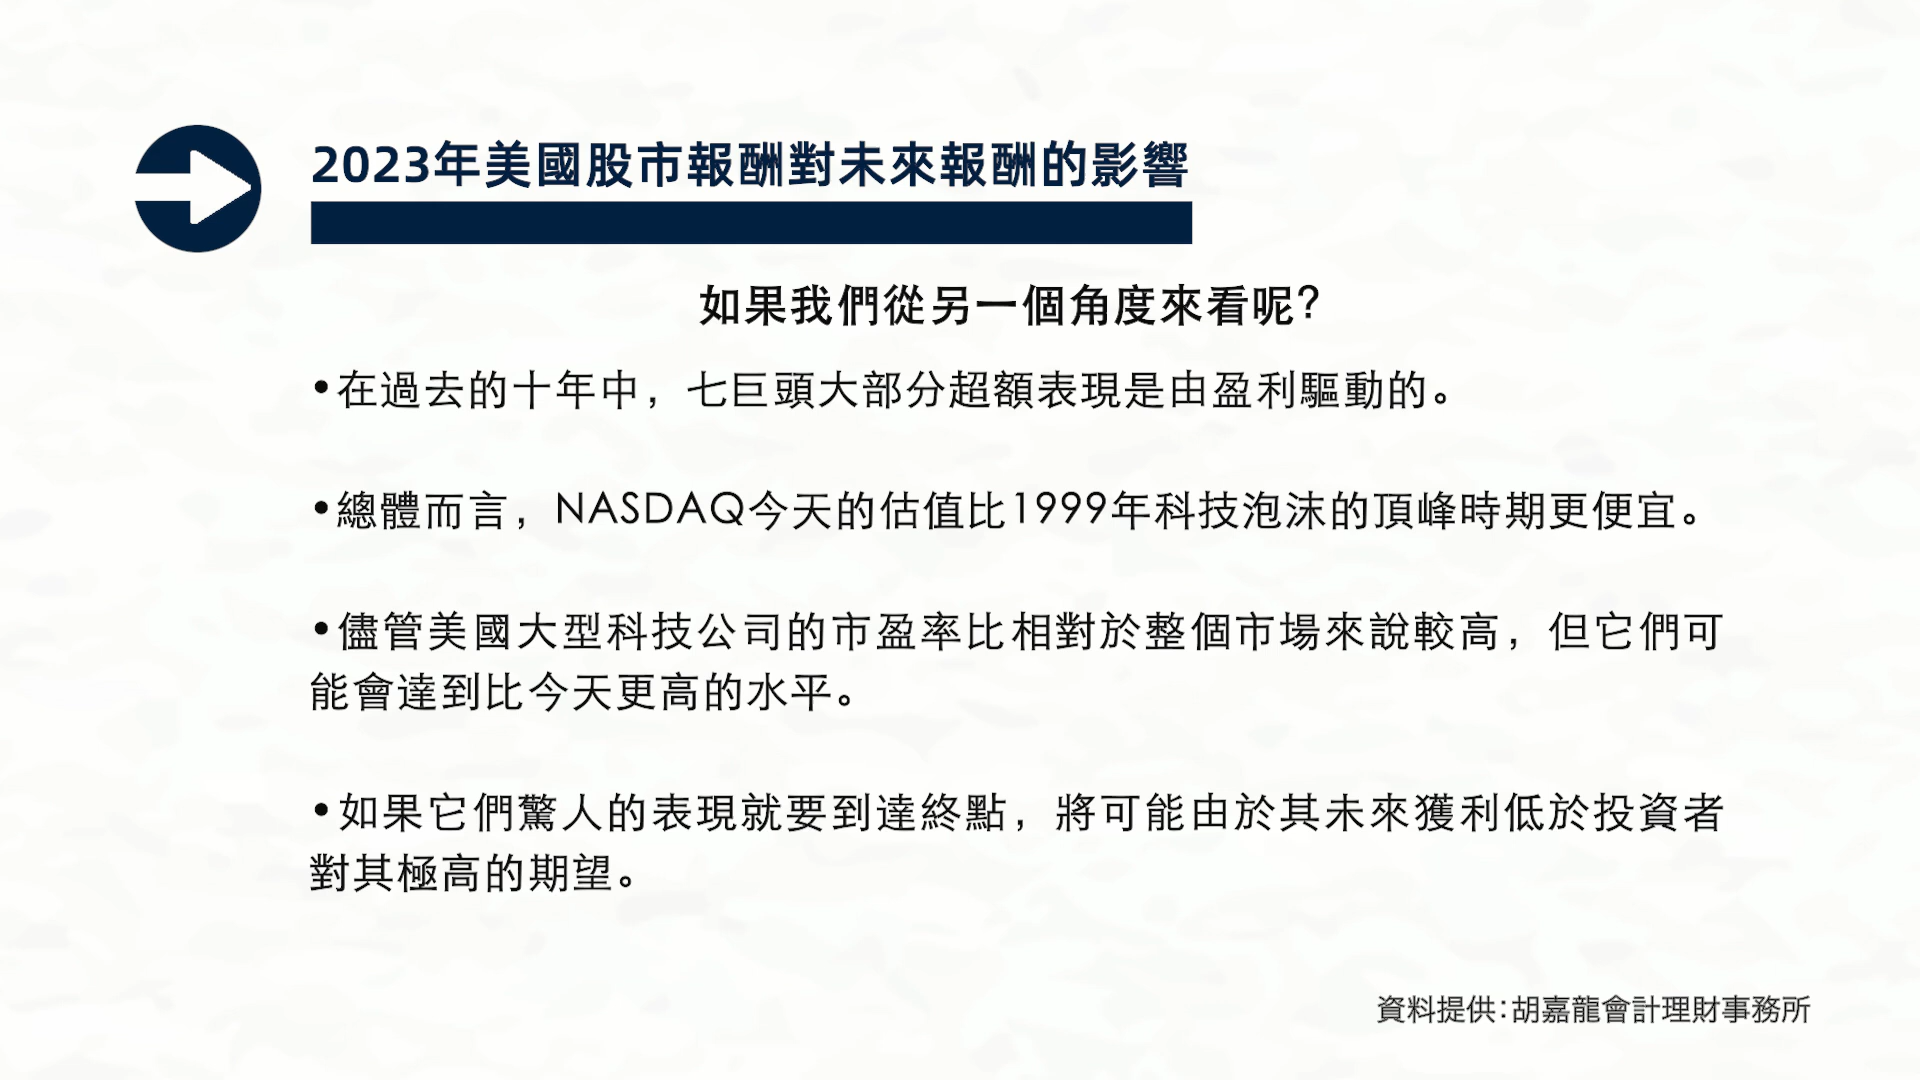 2023年美國股市報酬對未來報酬的影響
如果我們從另一個角度來看呢?
•在過去的十年中，七巨頭大部分超額表現是由盈利驅動的。
•總體而言，NASDAQ今天的估值比1999年科技泡沫的頂峰時期更便宜。
•儘管美國大型科技公司的市盈率比相對於整個市場來說較高，但它們可
能會達到比今天更高的水平。
•如果它們驚人的表現就要到達終點，將可能由於其未來獲利低於投資者
對其極高的期望。
資料提供：胡嘉龍會計理財事務所